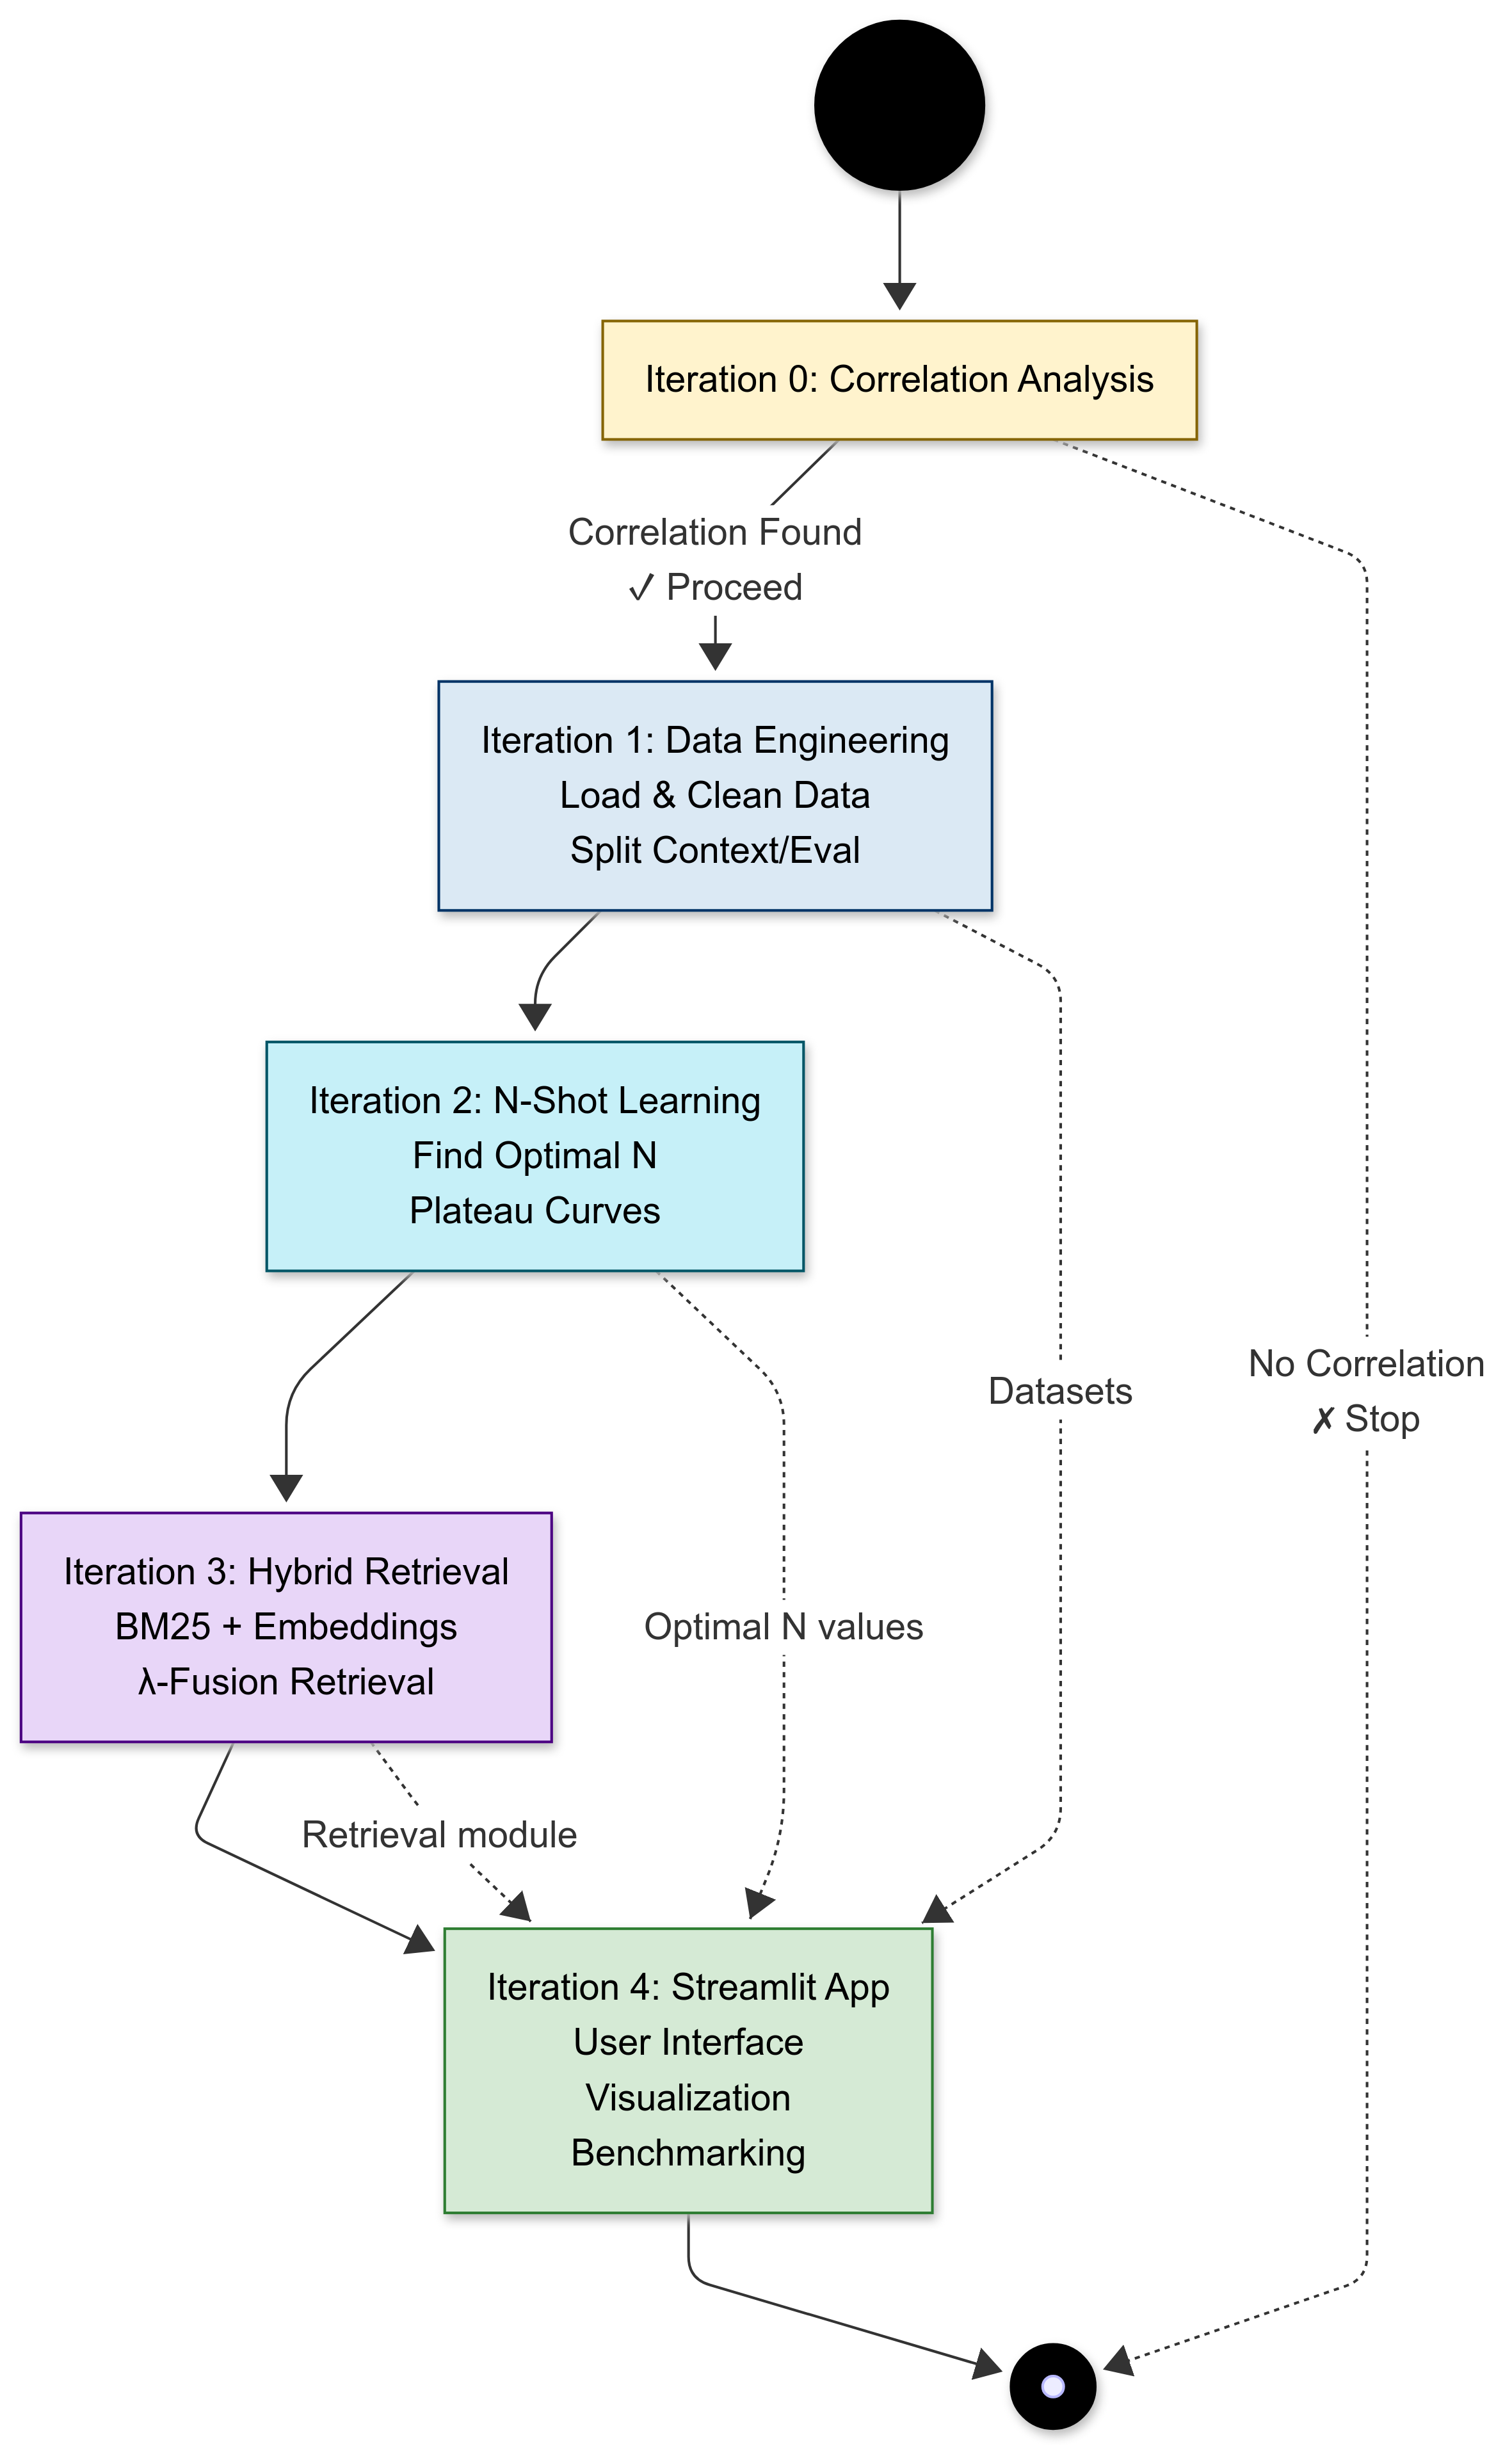 Iteration 0: Correlation Analysis
Correlation Found
✓ Proceed
Iteration 1: Data Engineering
Load & Clean Data
Split Context/Eval
Iteration 2: N-Shot Learning
Find Optimal N
Plateau Curves
Datasets
No Correlation
✗ Stop
Iteration 3: Hybrid Retrieval
BM25 + Embeddings
λ-Fusion Retrieval
Optimal N values
Retrieval module
Iteration 4: Streamlit App
User Interface
Visualization
Benchmarking